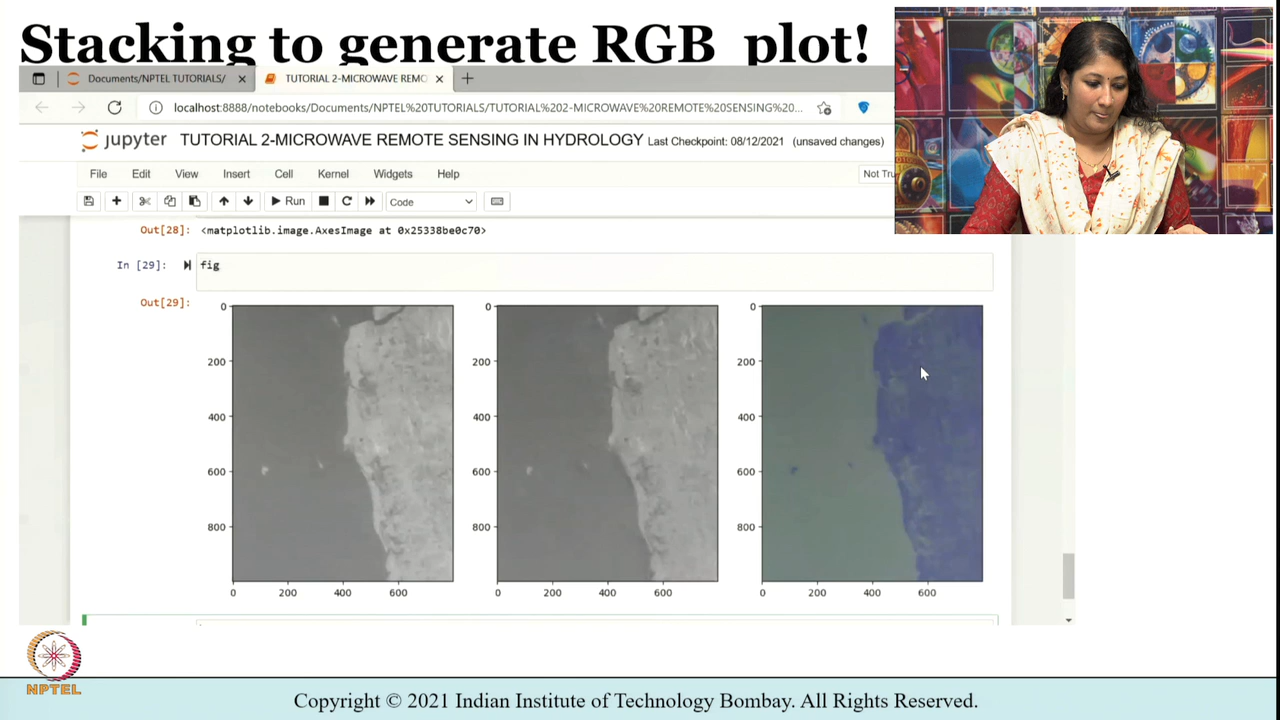 Stacking to generate RGB plot!
Documents/NPTEL TUTORIALS/
TUTORIAL 2-MICROWAVE REMO
localhost:8888/notebooks/Documents/NPTEL%20TUTORIALS/TUTORIAL%202-MICROWAVE%20REMOTE%20SENSING%20...
jupyter TUTORIAL 2-MICROWAVE REMOTE SENSING IN HYDROLOGY Last Checkpoint: 08/12/2021 (unsaved changes)
File Edit View Insert Cell Kernel Widgets Help Not Tru
Run Code
Out[28]: <matplotlib.image.AxesImage at 0x25338be0c70>
In [29]: fig
Out[29]:
0 0 0
200 200 200
400 400 400
600 600 600
800 800 800
0 200 400 600 0 200 400 600 0 200 400 600
NPTEL
Copyright © 2021 Indian Institute of Technology Bombay. All Rights Reserved.